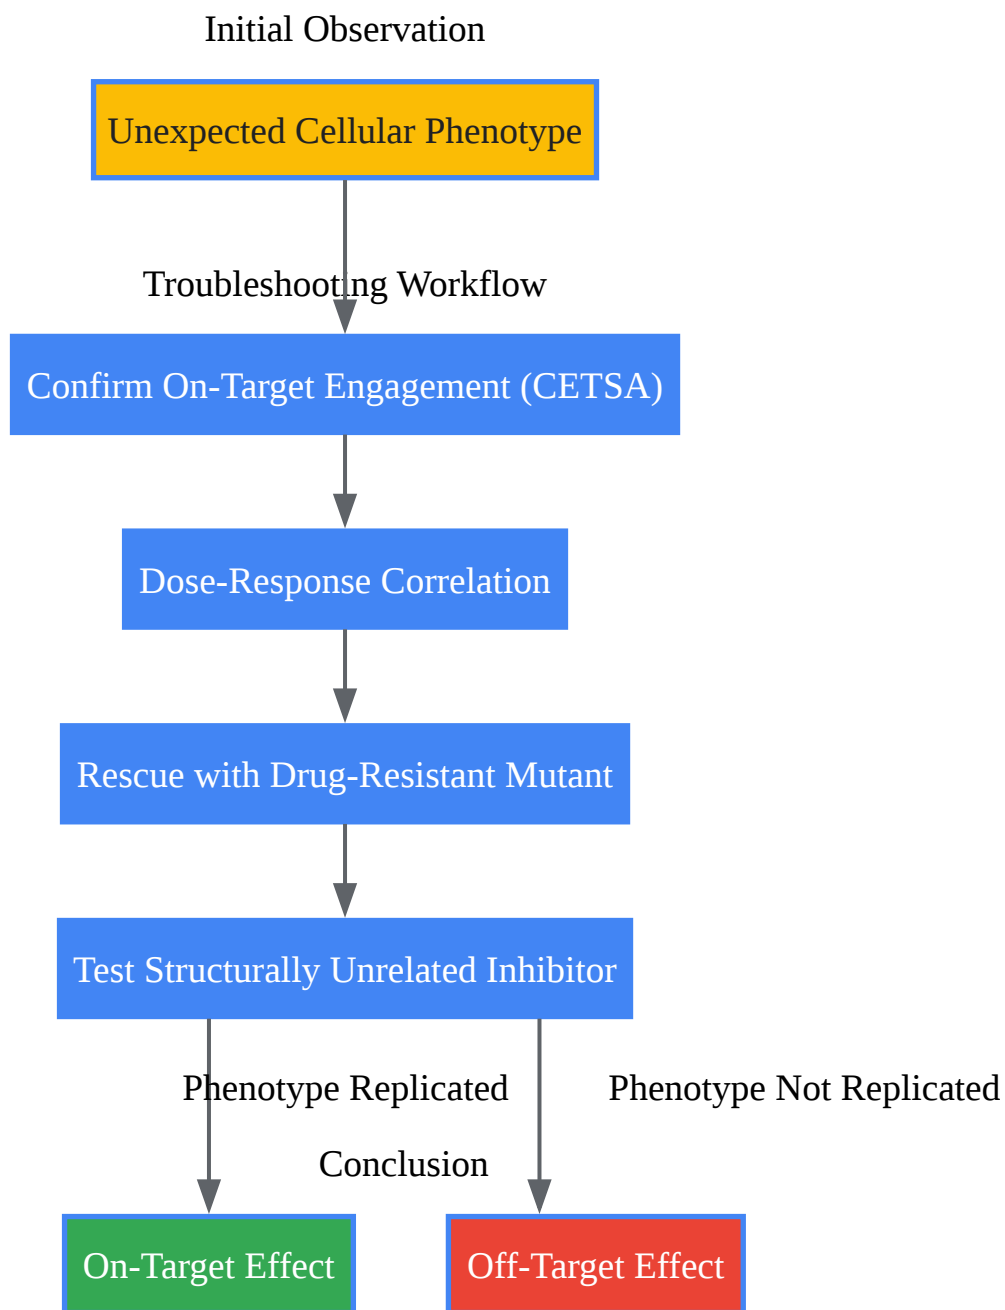 Initial Observation
Unexpected Cellular Phenotype
Troubleshooting Workflow
Confirm On-Target Engagement (CETSA)
Dose-Response Correlation
Rescue with Drug-Resistant Mutant
Test Structurally Unrelated Inhibitor
Phenotype Replicated
Phenotype Not Replicated
Conclusion
On-Target Effect
Off-Target Effect